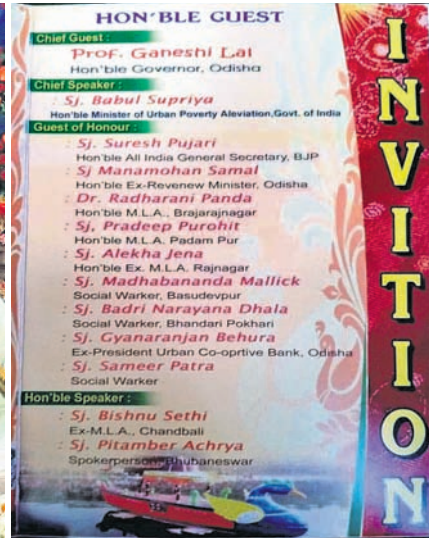 HON'BLE GUEST
Chief Guest :
Prof. Ganeshi Lal
Hon'ble Governor, Odisha
Chief Speaker :
: Sj. Babul Supriya
Hon'ble Minister of Urban Poverty Aleviation,Govt. of India
Guest of Honour :
: Sj. Suresh Pujari
Hon'ble All India General Secretary, BJP
: Sj Manamohan Samal
Hon'ble Ex-Revenew Minister, Odisha
: Dr. Radharani Panda
Hon'ble M.L.A., Brajarajnagar
: Sj, Pradeep Purohit
Hon'ble M.L.A. Padam Pur
: Sj. Alekha Jena
Hon'ble Ex. M.L.A. Rajnagar
: Sj. Madhabananda Mallick
Social Warker, Basudevpur
: Sj. Badri Narayana Dhala
Social Warker, Bhandari Pokhari
: Sj. Gyanaranjan Behura
Ex-President Urban Co-oprtive Bank, Odisha
: Sj. Sameer Patra
Social Warker
Hon'ble Speaker :
: Sj. Bishnu Sethi
Ex-M.L.A., Chandbali
: Sj. Pitamber Achrya
Spokerperson, Bhubaneswar
INVITION